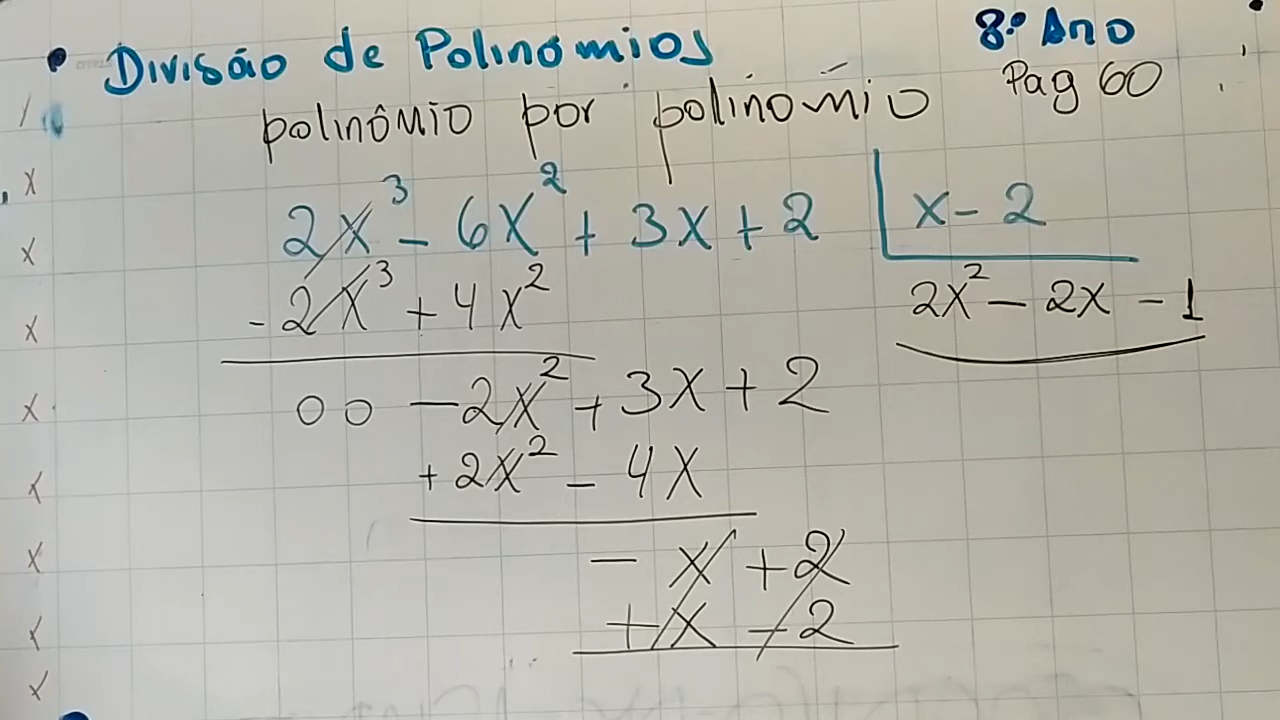 • Divisão de Polinômios 8º Ano
polinômio por polinômio Pag 60
2x³ - 6x² + 3x + 2 | x - 2
-2x³ + 4x² 2x² - 2x - 1
00 - 2x² + 3x + 2
+ 2x² - 4x
- x + 2
+ x - 2